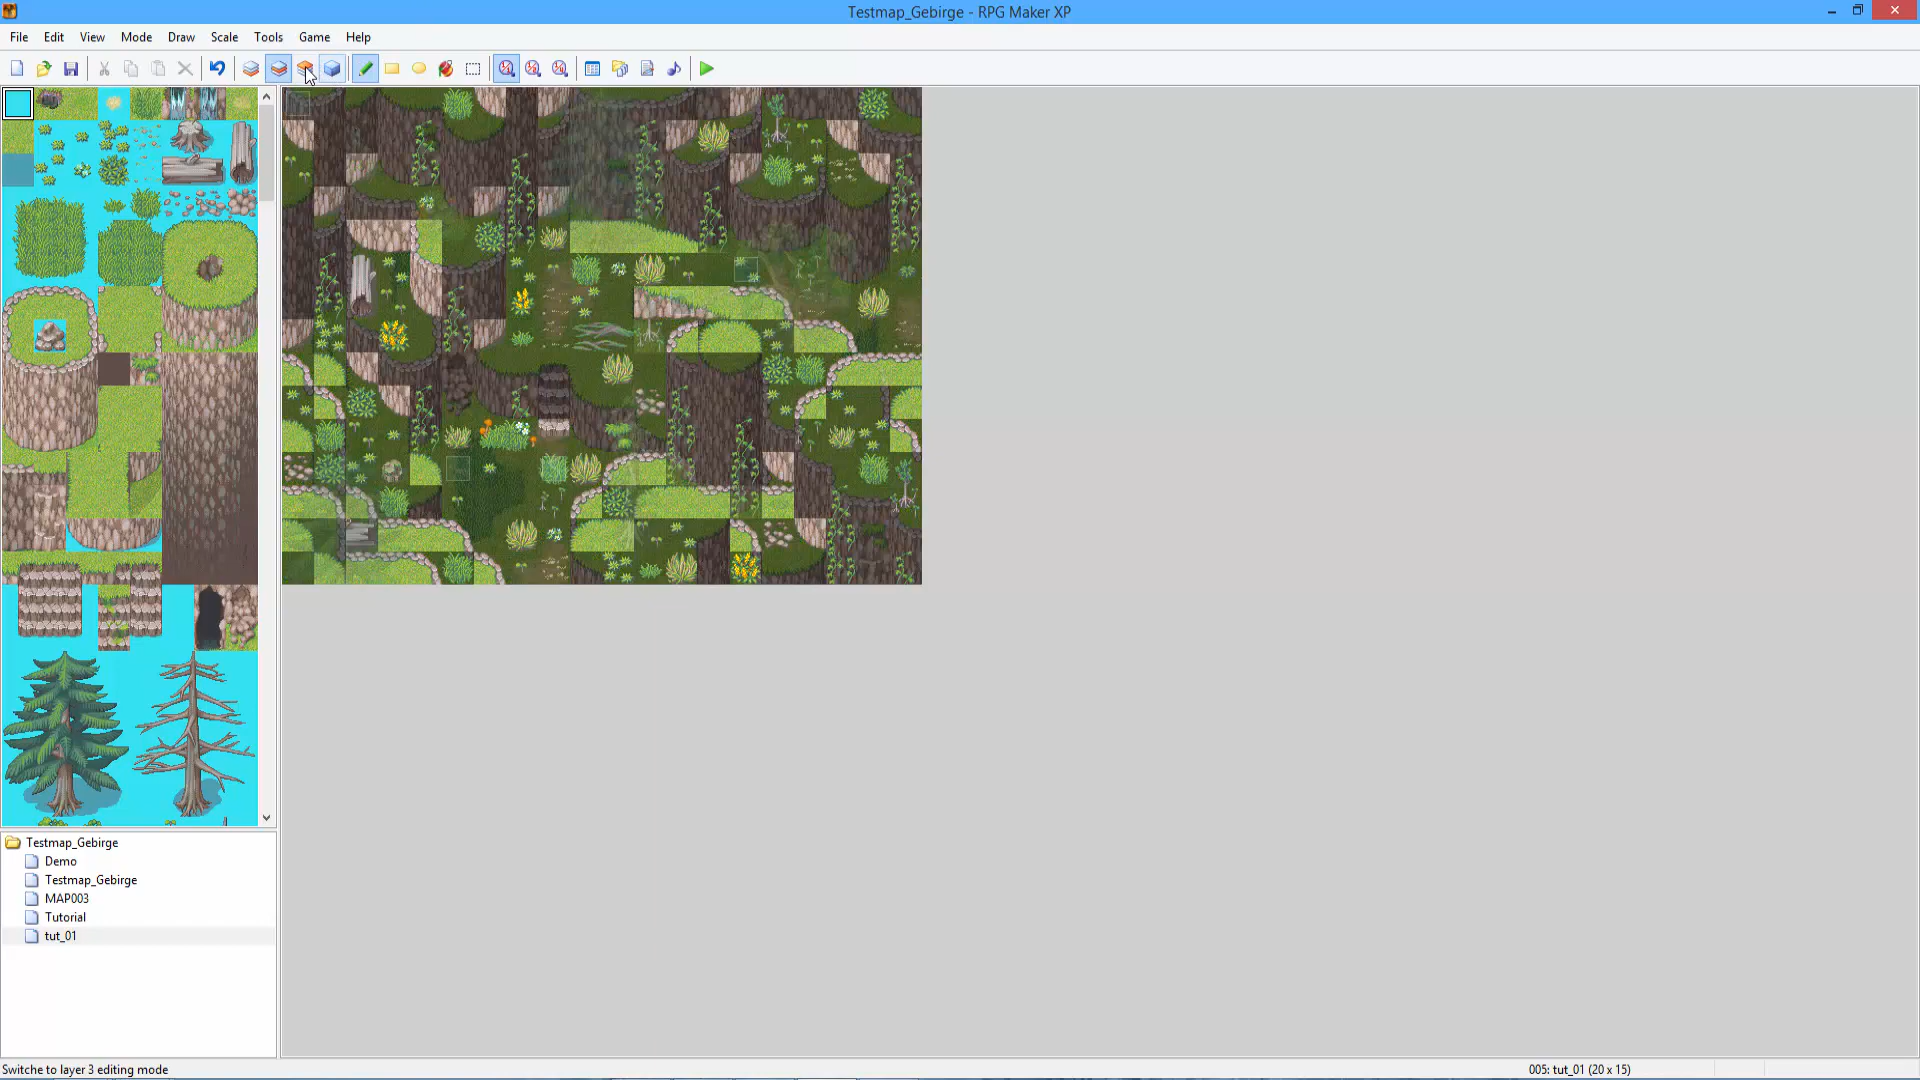 Testmap_Gebirge - RPG Maker XP
File Edit View Mode Draw Scale Tools Game Help
Testmap_Gebirge
Demo
Testmap_Gebirge
MAP003
Tutorial
tut_01
Switche to layer 3 editing mode
005: tut_01 (20 x 15)